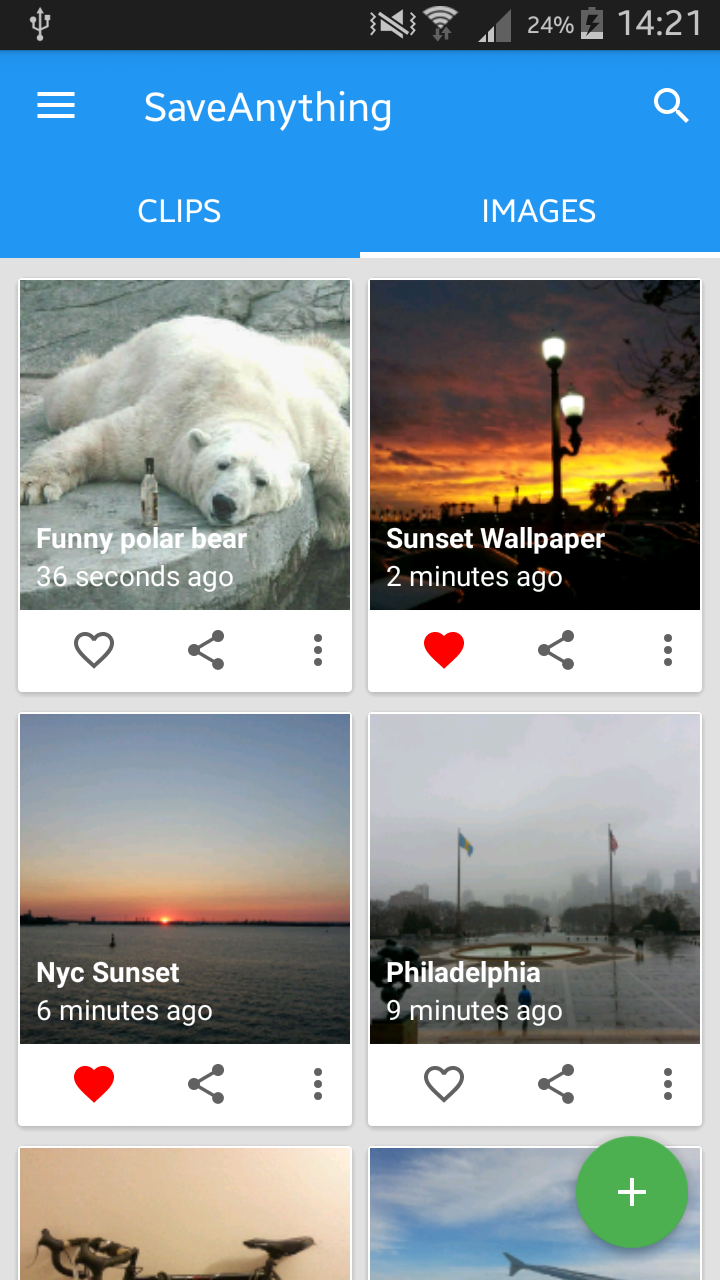 24% 14:21
SaveAnything
CLIPS IMAGES
Funny polar bear
36 seconds ago
Sunset Wallpaper
2 minutes ago
Nyc Sunset
6 minutes ago
Philadelphia
9 minutes ago